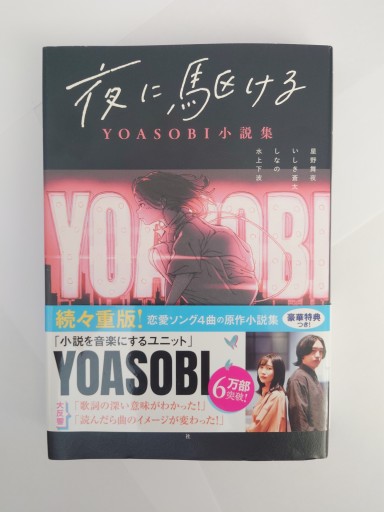 夜に駆ける
YOASOBI小説集
星野舞夜
いしき蒼太
しなの
水上下波
YOASOBI
続々重版!
恋愛ソング4曲の原作小説集
豪華特典
つき!
「小説を音楽にするユニット」
YOASOBI
6万部
突破!
大反響
「歌詞の深い意味がわかった!」
「読んだら曲のイメージが変わった!」
社